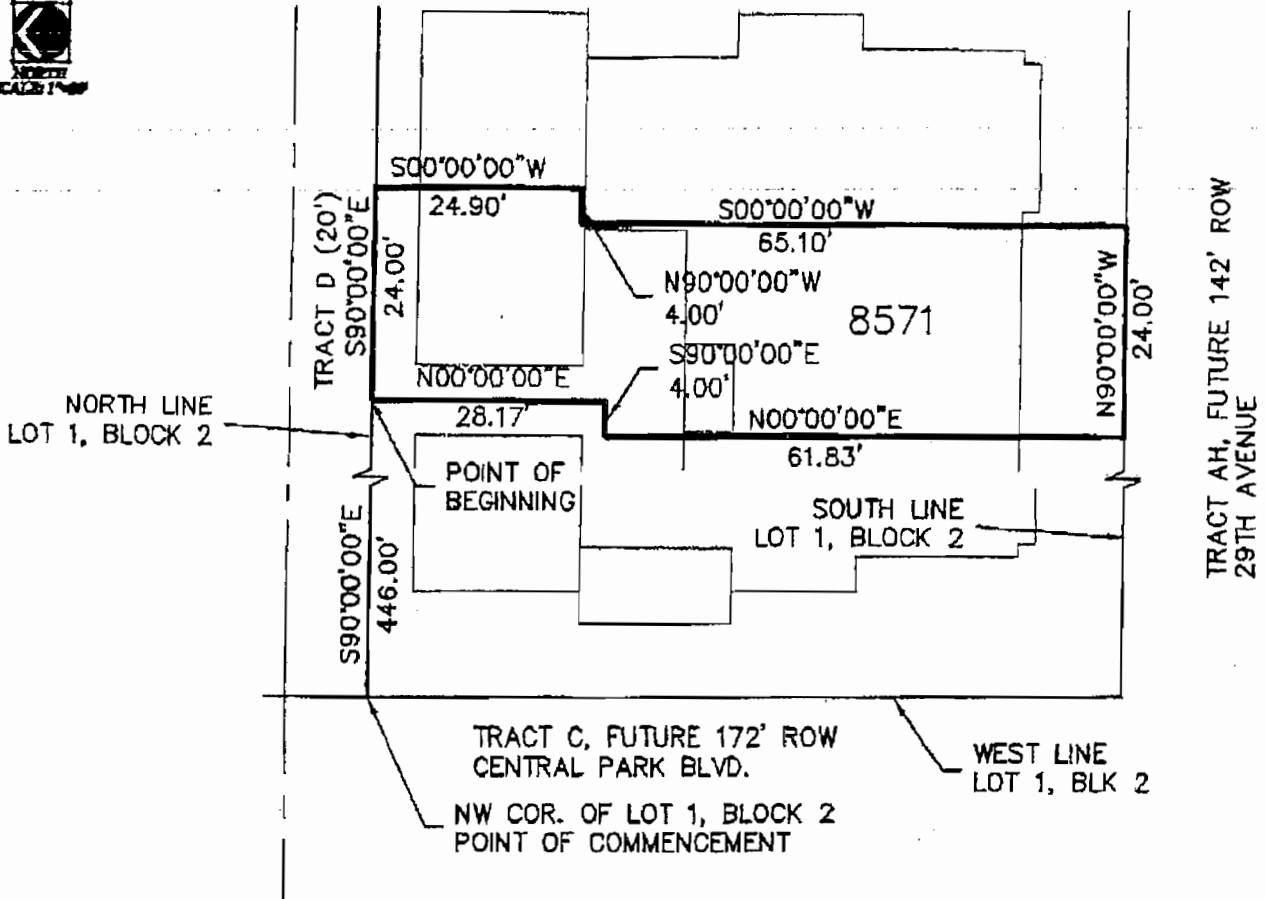 NORTH
S00°00'00"W
24.90'
S00°00'00"W
65.10'
TRACT D (20')
S90°00'00"E
24.00'
N90°00'00"W
4.00'
8571
S90°00'00"E
4.00'
N90°00'00"W
24.00'
TRACT AH, FUTURE 142' ROW
29TH AVENUE
N00°00'00"E
28.17'
N00°00'00"E
61.83'
NORTH LINE
LOT 1, BLOCK 2
POINT OF
BEGINNING
SOUTH LINE
LOT 1, BLOCK 2
S90°00'00"E
446.00'
TRACT C, FUTURE 172' ROW
CENTRAL PARK BLVD.
WEST LINE
LOT 1, BLK 2
NW COR. OF LOT 1, BLOCK 2
POINT OF COMMENCEMENT